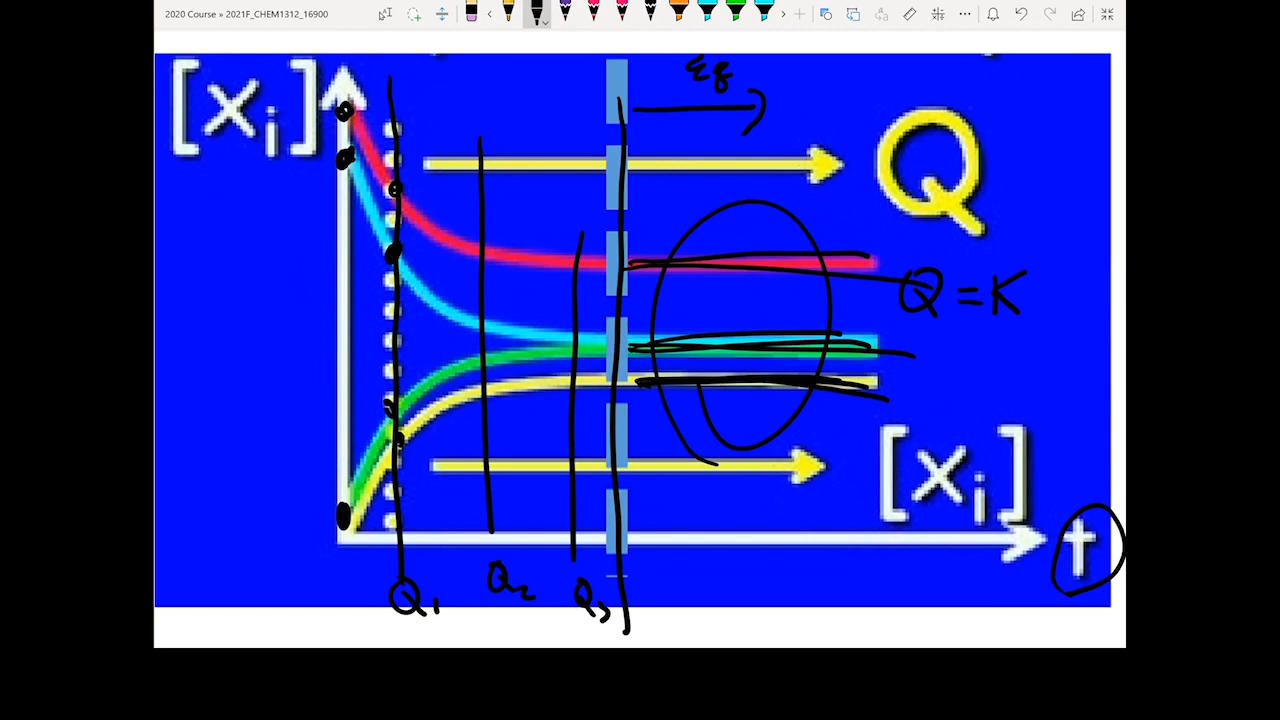 2020 Course » 2021F_CHEM1312_16900
[Xi]
Eq
Q
Q = K
[Xi]
t
Q1
Q2
Q3